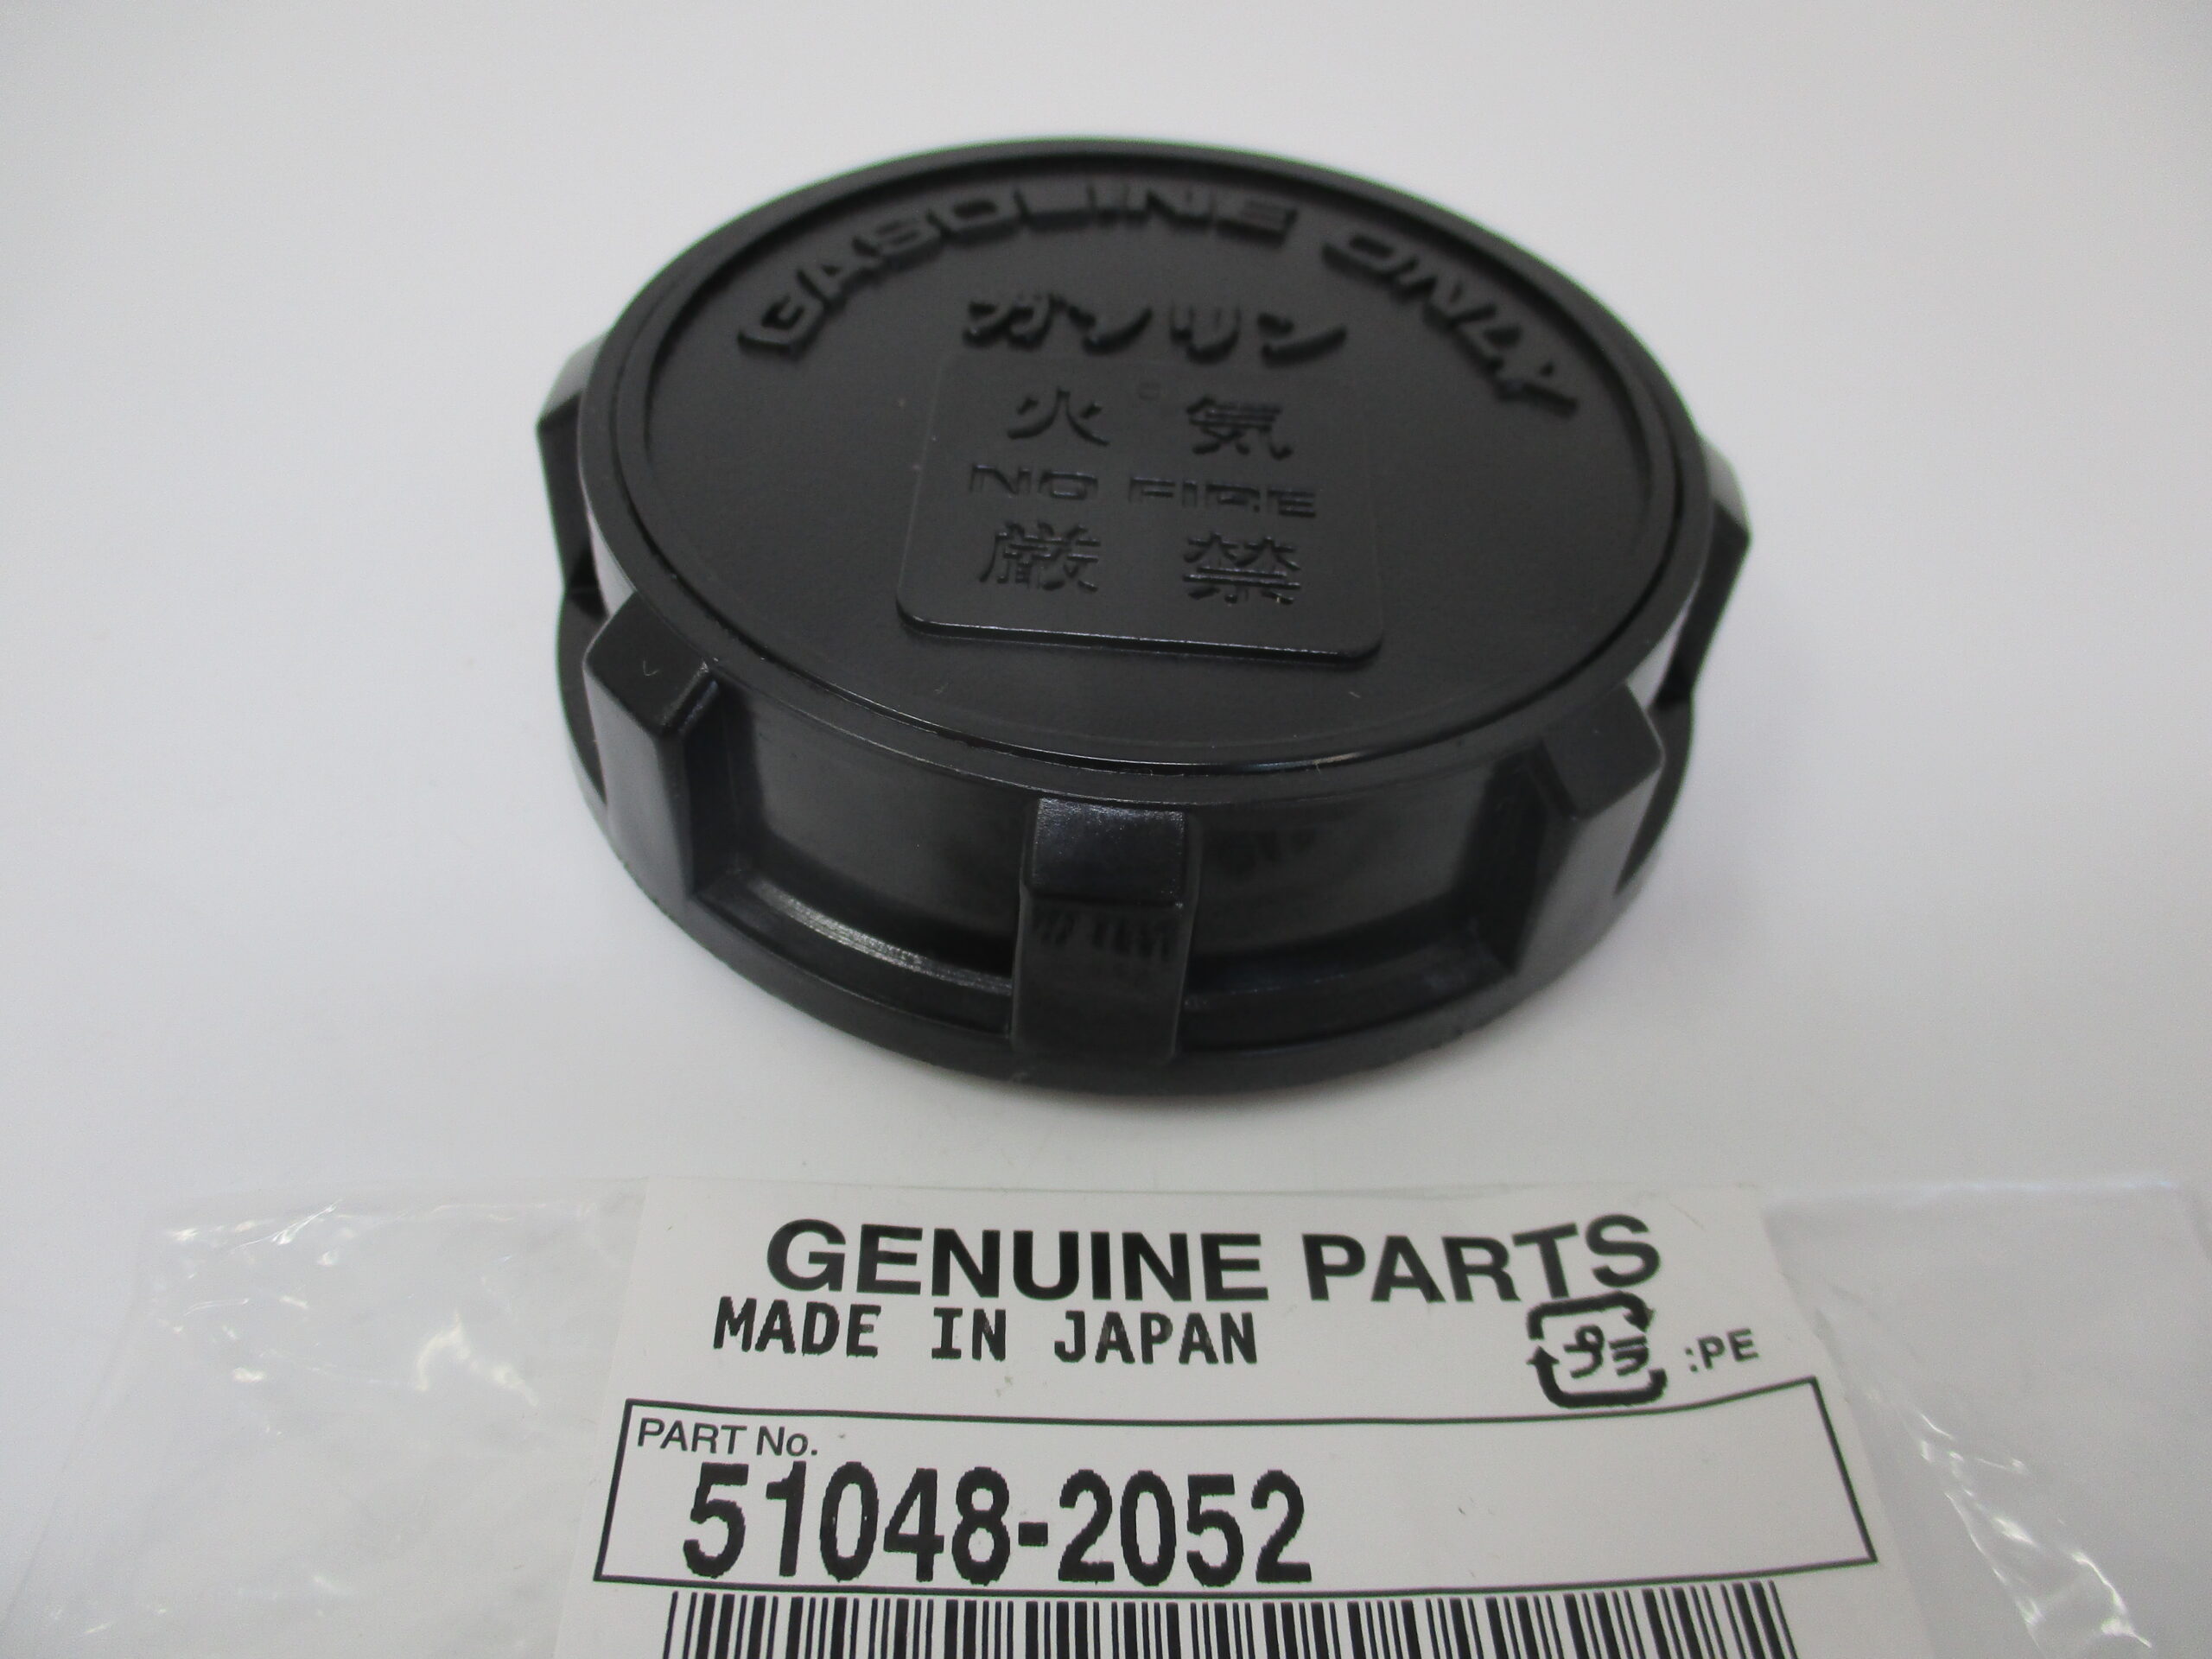 GASOLINE ONLY
ガソリン
火気
NO FIRE
厳禁
GENUINE PARTS
MADE IN JAPAN
プラ :PE
PART No.
51048-2052